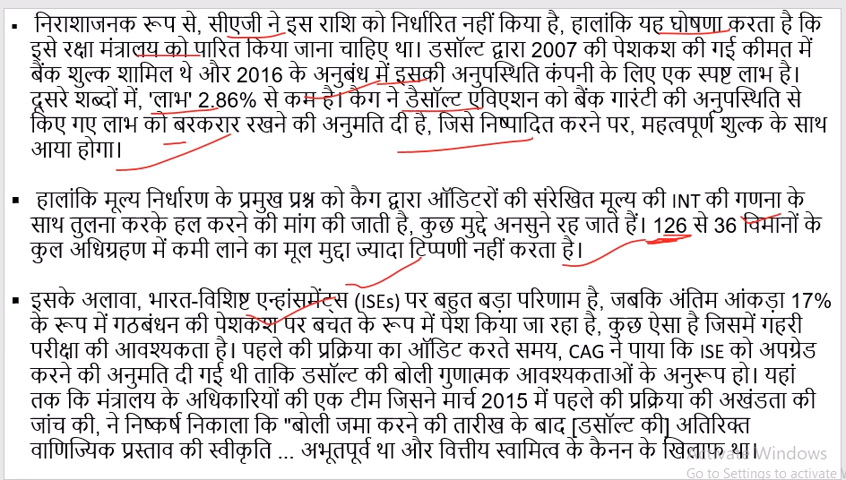 ▪ निराशाजनक रूप से, सीएजी ने इस राशि को निर्धारित नहीं किया है, हालांकि यह घोषणा करता है कि
इसे रक्षा मंत्रालय को पारित किया जाना चाहिए था। डसॉल्ट द्वारा 2007 की पेशकश की गई कीमत में
बैंक शुल्क शामिल थे और 2016 के अनुबंध में इसकी अनुपस्थिति कंपनी के लिए एक स्पष्ट लाभ है।
दूसरे शब्दों में, 'लाभ' 2.86% से कम है। कैग ने डैसॉल्ट एविएशन को बैंक गारंटी की अनुपस्थिति से
किए गए लाभ को बरकरार रखने की अनुमति दी है, जिसे निष्पादित करने पर, महत्वपूर्ण शुल्क के साथ
आया होगा।
▪ हालांकि मूल्य निर्धारण के प्रमुख प्रश्न को कैग द्वारा ऑडिटरों की संरेखित मूल्य की INT की गणना के
साथ तुलना करके हल करने की मांग की जाती है, कुछ मुद्दे अनसुने रह जाते हैं। 126 से 36 विमानों के
कुल अधिग्रहण में कमी लाने का मूल मुद्दा ज्यादा टिप्पणी नहीं करता है।
▪ इसके अलावा, भारत-विशिष्ट एन्हांसमेंट्स (ISEs) पर बहुत बड़ा परिणाम है, जबकि अंतिम आंकड़ा 17%
के रूप में गठबंधन की पेशकश पर बचत के रूप में पेश किया जा रहा है, कुछ ऐसा है जिसमें गहरी
परीक्षा की आवश्यकता है। पहले की प्रक्रिया का ऑडिट करते समय, CAG ने पाया कि ISE को अपग्रेड
करने की अनुमति दी गई थी ताकि डसॉल्ट की बोली गुणात्मक आवश्यकताओं के अनुरूप हो। यहां
तक कि मंत्रालय के अधिकारियों की एक टीम जिसने मार्च 2015 में पहले की प्रक्रिया की अखंडता की
जांच की, ने निष्कर्ष निकाला कि "बोली जमा करने की तारीख के बाद [डसॉल्ट की] अतिरिक्त
वाणिज्यिक प्रस्ताव की स्वीकृति ... अभूतपूर्व था और वित्तीय स्वामित्व के कैनन के खिलाफ था।
Activate Windows
Go to Settings to activate W